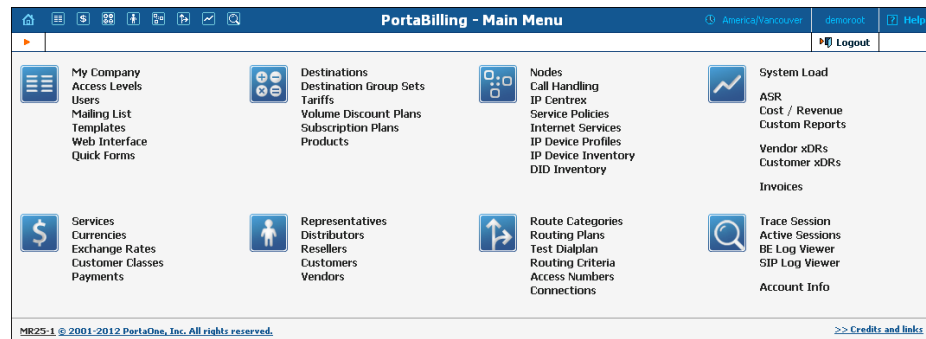 PortaBilling - Main Menu
America/Vancouver
demoroot
? Help
Logout
My Company
Access Levels
Users
Mailing List
Templates
Web Interface
Quick Forms
Destinations
Destination Group Sets
Tariffs
Volume Discount Plans
Subscription Plans
Products
Nodes
Call Handling
IP Centrex
Service Policies
Internet Services
IP Device Profiles
IP Device Inventory
DID Inventory
System Load
ASR
Cost / Revenue
Custom Reports
Vendor xDRs
Customer xDRs
Invoices
Services
Currencies
Exchange Rates
Customer Classes
Payments
Representatives
Distributors
Resellers
Customers
Vendors
Route Categories
Routing Plans
Test Dialplan
Routing Criteria
Access Numbers
Connections
Trace Session
Active Sessions
BE Log Viewer
SIP Log Viewer
Account Info
MR25-1 © 2001-2012 PortaOne, Inc. All rights reserved.
>> Credits and links